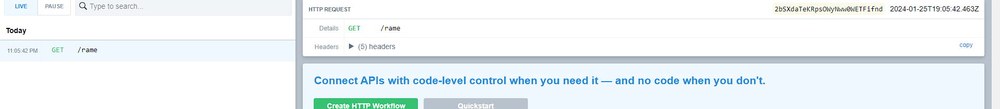 LIVE
PAUSE
Type to search...
Today
11:05:42 PM GET /rame
HTTP REQUEST
2bSXdaTeKRpsOWyNww0WETFifnd 2024-01-25T19:05:42.463Z
Details GET /rame
Headers ▶ (5) headers
copy
Connect APIs with code-level control when you need it — and no code when you don't.
Create HTTP Workflow
Quickstart